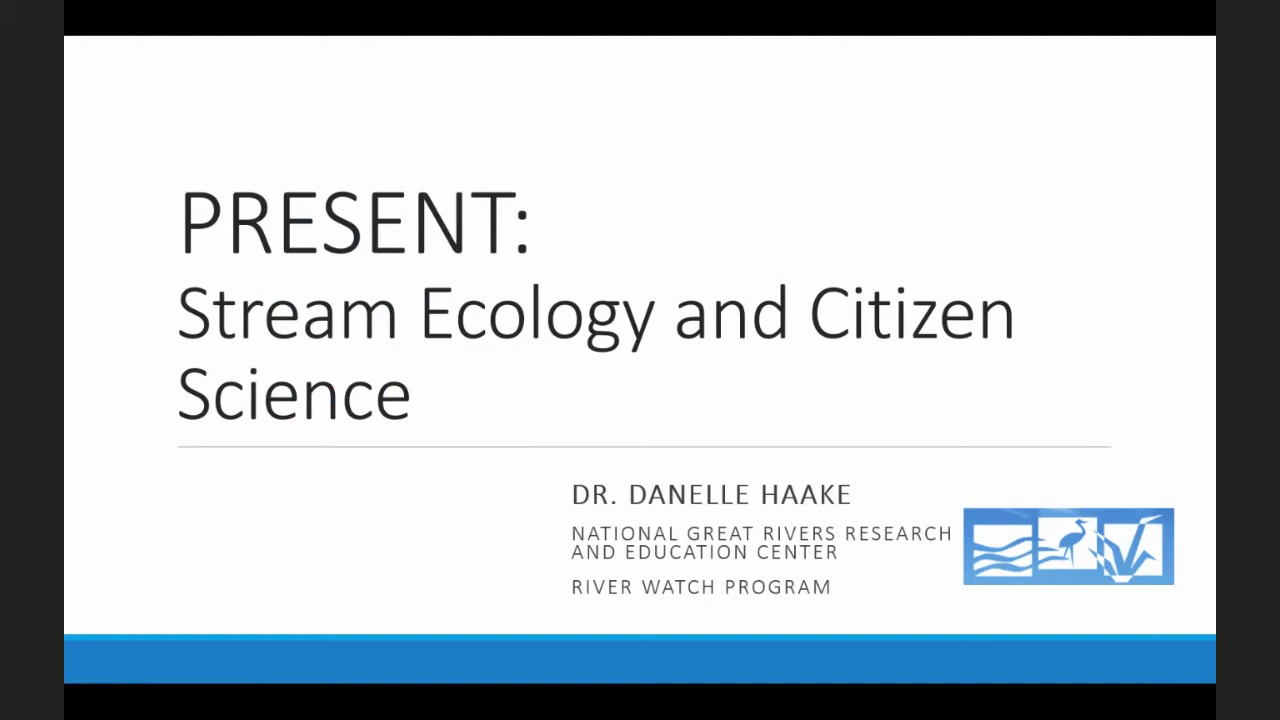 PRESENT:
Stream Ecology and Citizen
Science
DR. DANELLE HAAKE
NATIONAL GREAT RIVERS RESEARCH
AND EDUCATION CENTER
RIVER WATCH PROGRAM